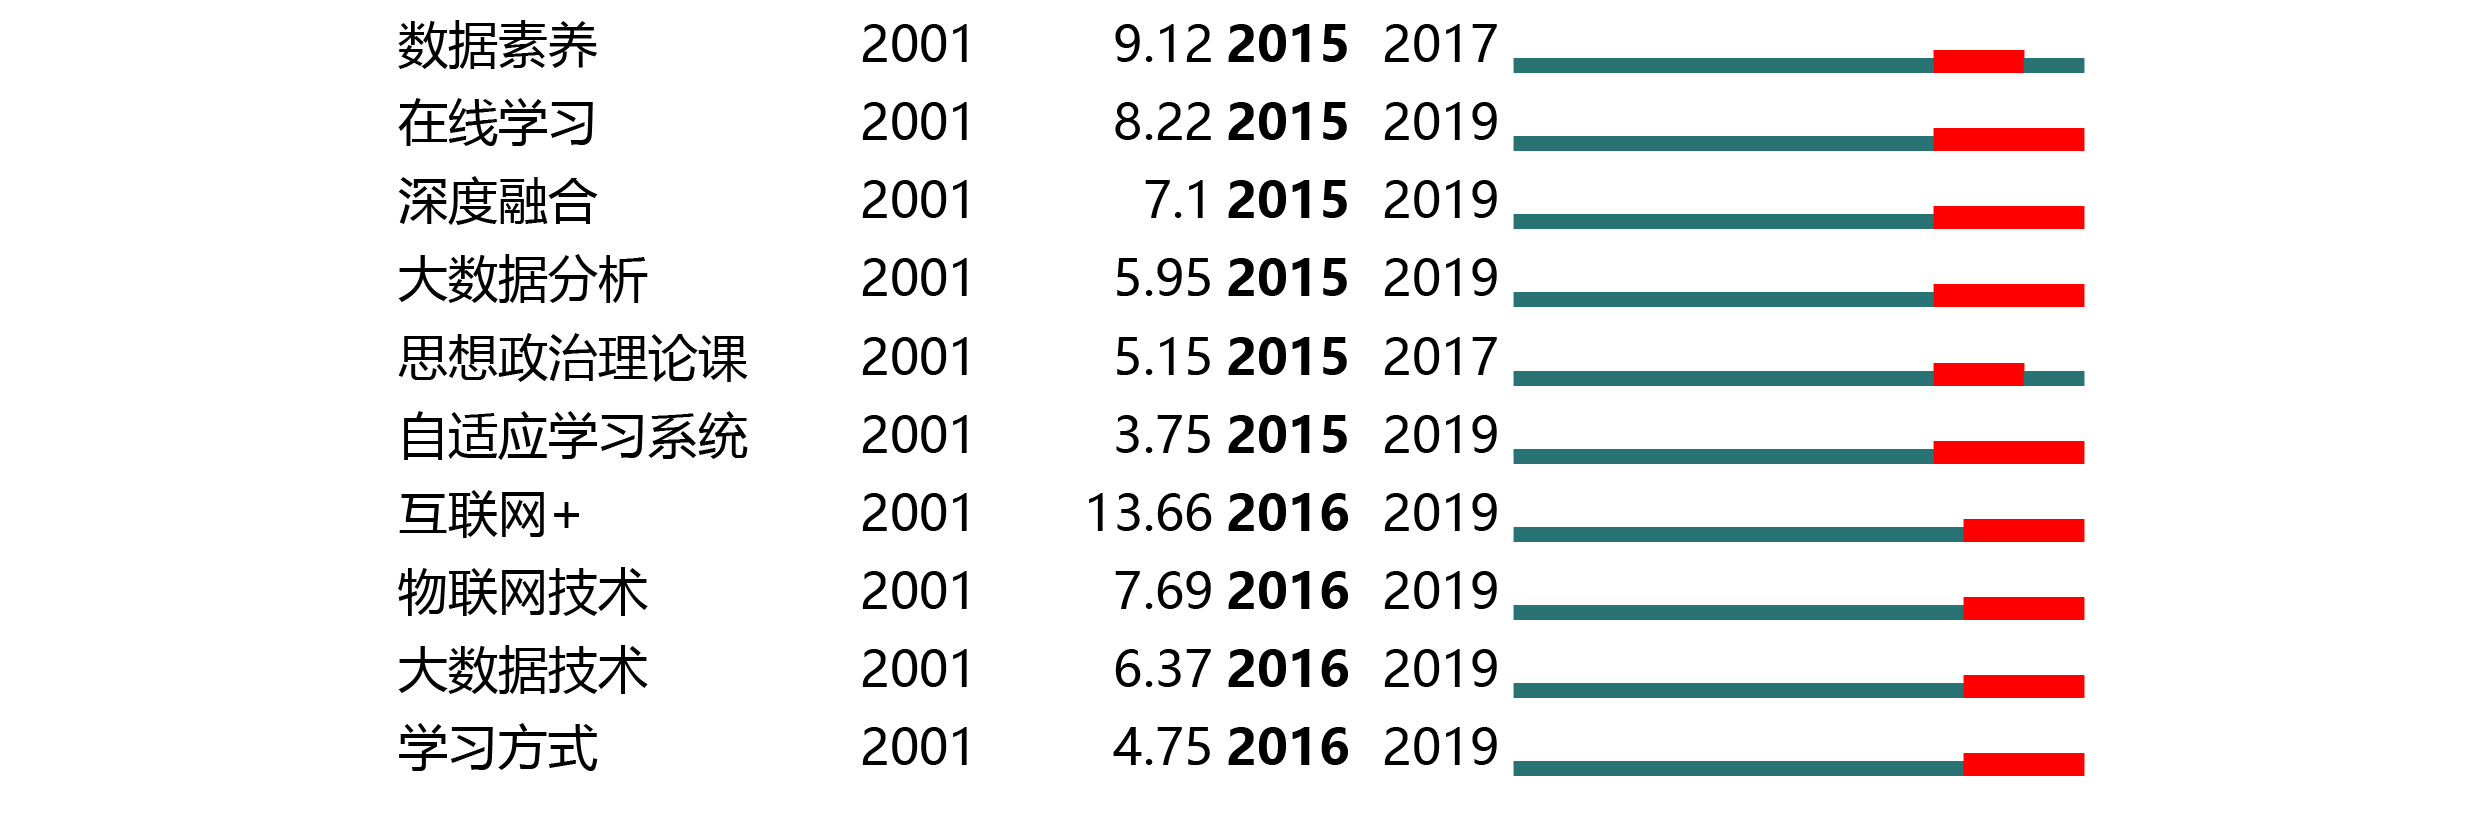 数据素养 2001 9.12 2015 2017
在线学习 2001 8.22 2015 2019
深度融合 2001 7.1 2015 2019
大数据分析 2001 5.95 2015 2019
思想政治理论课 2001 5.15 2015 2017
自适应学习系统 2001 3.75 2015 2019
互联网+ 2001 13.66 2016 2019
物联网技术 2001 7.69 2016 2019
大数据技术 2001 6.37 2016 2019
学习方式 2001 4.75 2016 2019